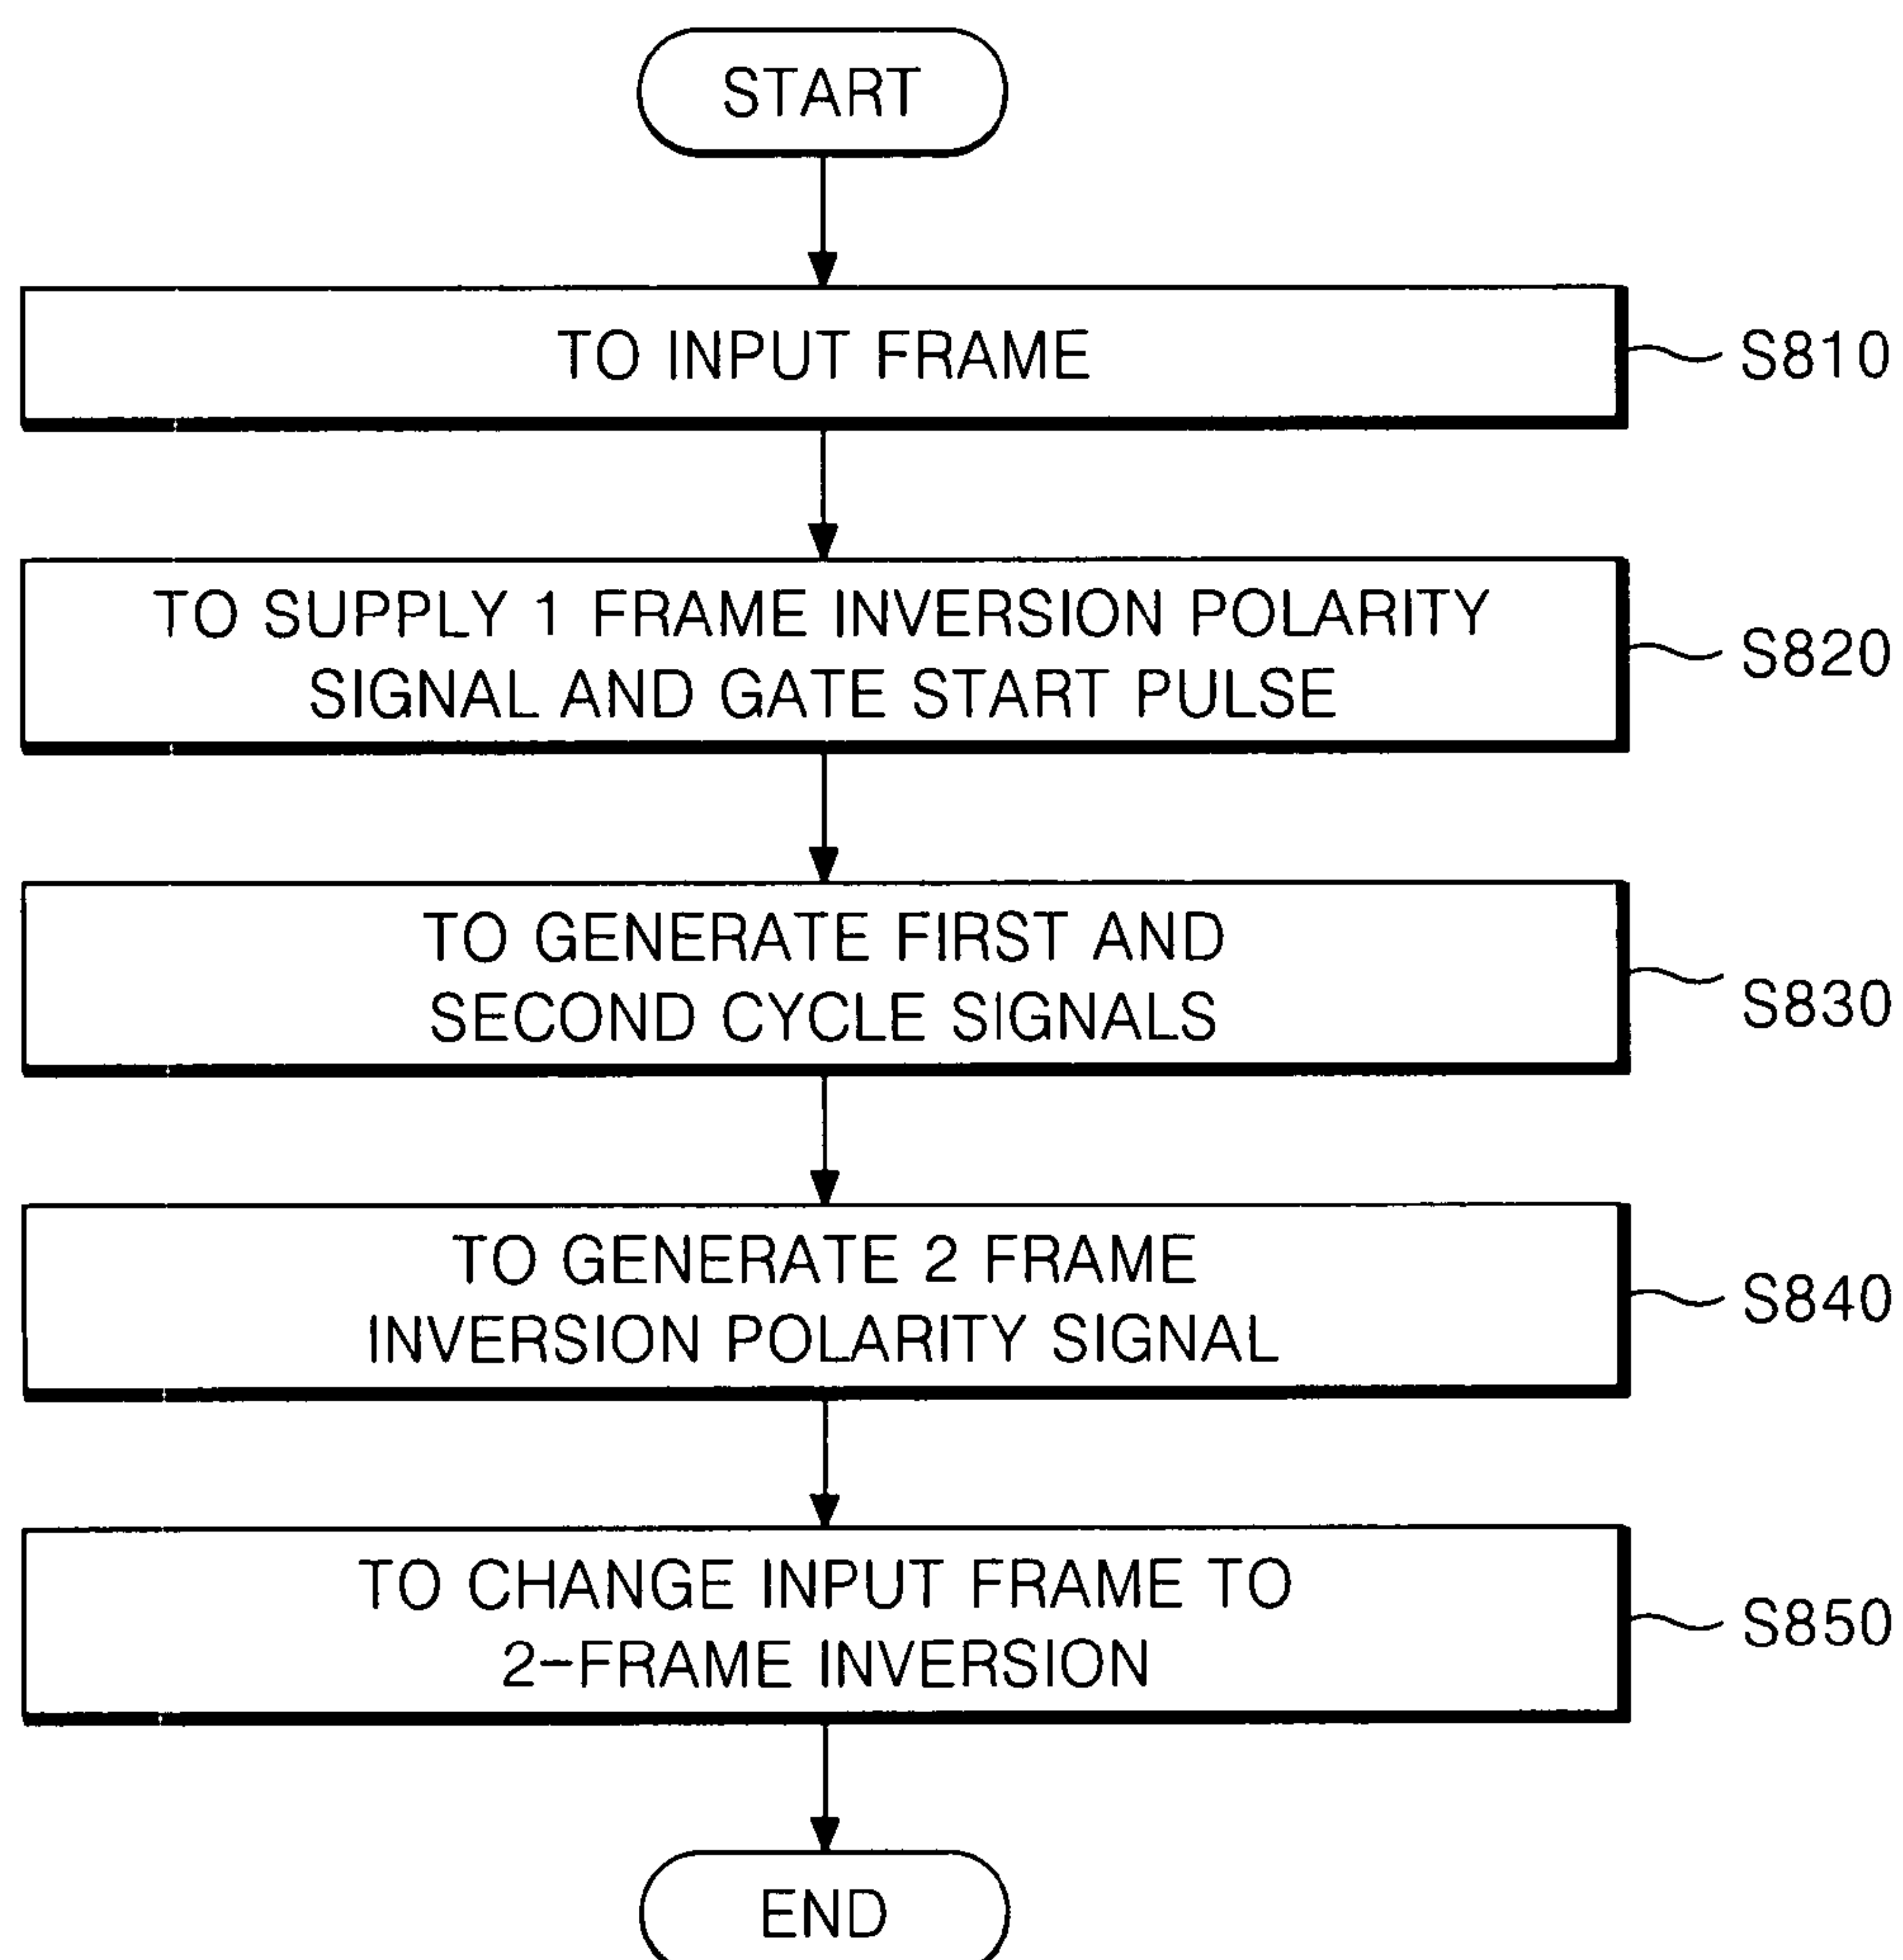 START
TO INPUT FRAME
S810
TO SUPPLY 1 FRAME INVERSION POLARITY
SIGNAL AND GATE START PULSE
S820
TO GENERATE FIRST AND
SECOND CYCLE SIGNALS
S830
TO GENERATE 2 FRAME
INVERSION POLARITY SIGNAL
S840
TO CHANGE INPUT FRAME TO
2-FRAME INVERSION
S850
END